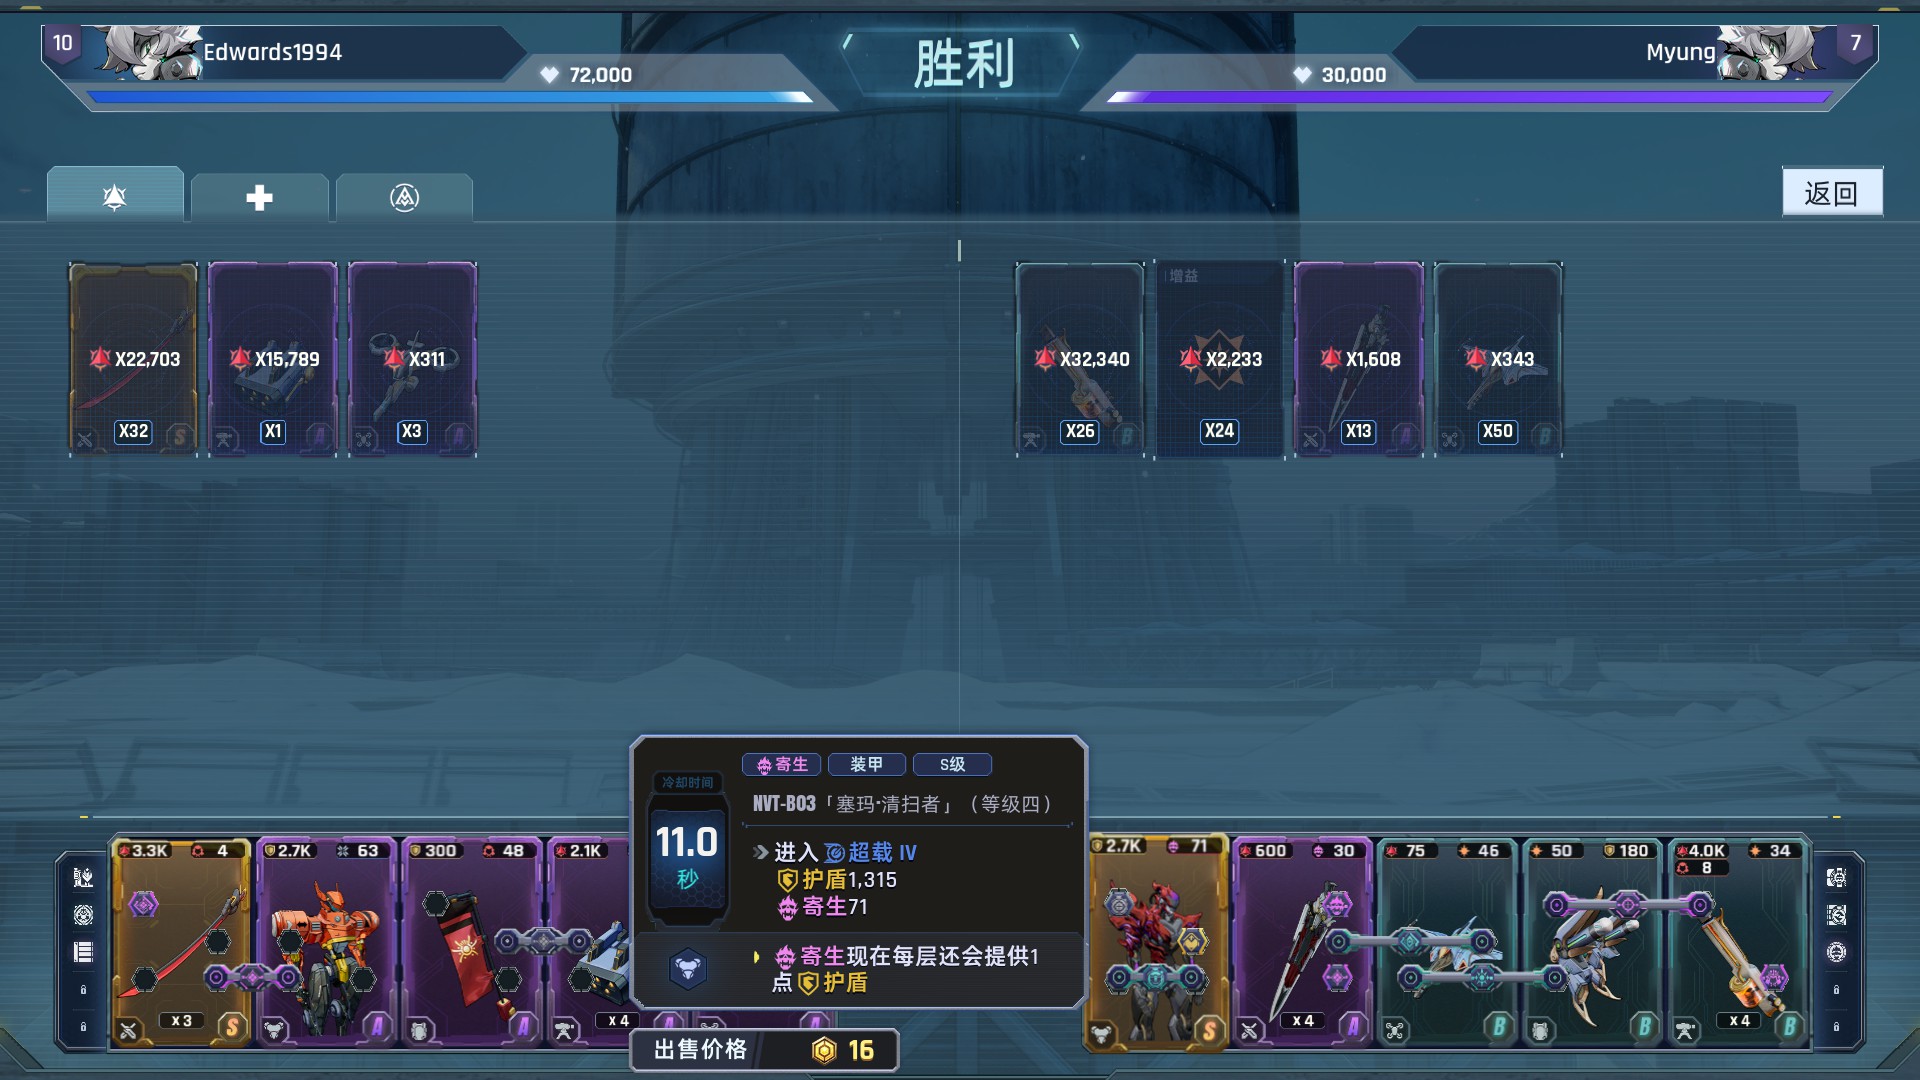 10
Edwards1994
72,000
胜利
30,000
Myung
7
返回
X22,703
X32
S
X15,789
X1
A
X311
X3
A
X32,340
X26
B
增益
X2,233
X24
X1,608
X13
A
X343
X50
B
寄生
装甲
S级
冷却时间
11.0
秒
NVT-B03「塞玛·清扫者」（等级四）
进入超载 IV
护盾1,315
寄生71
寄生现在每层还会提供1
点护盾
出售价格
16
3.3K
4
x 3
S
2.7K
63
A
300
48
A
2.1K
x 4
2.7K
71
S
600
30
x 4
A
75
46
B
50
180
B
4.0K
34
8
x 4
B